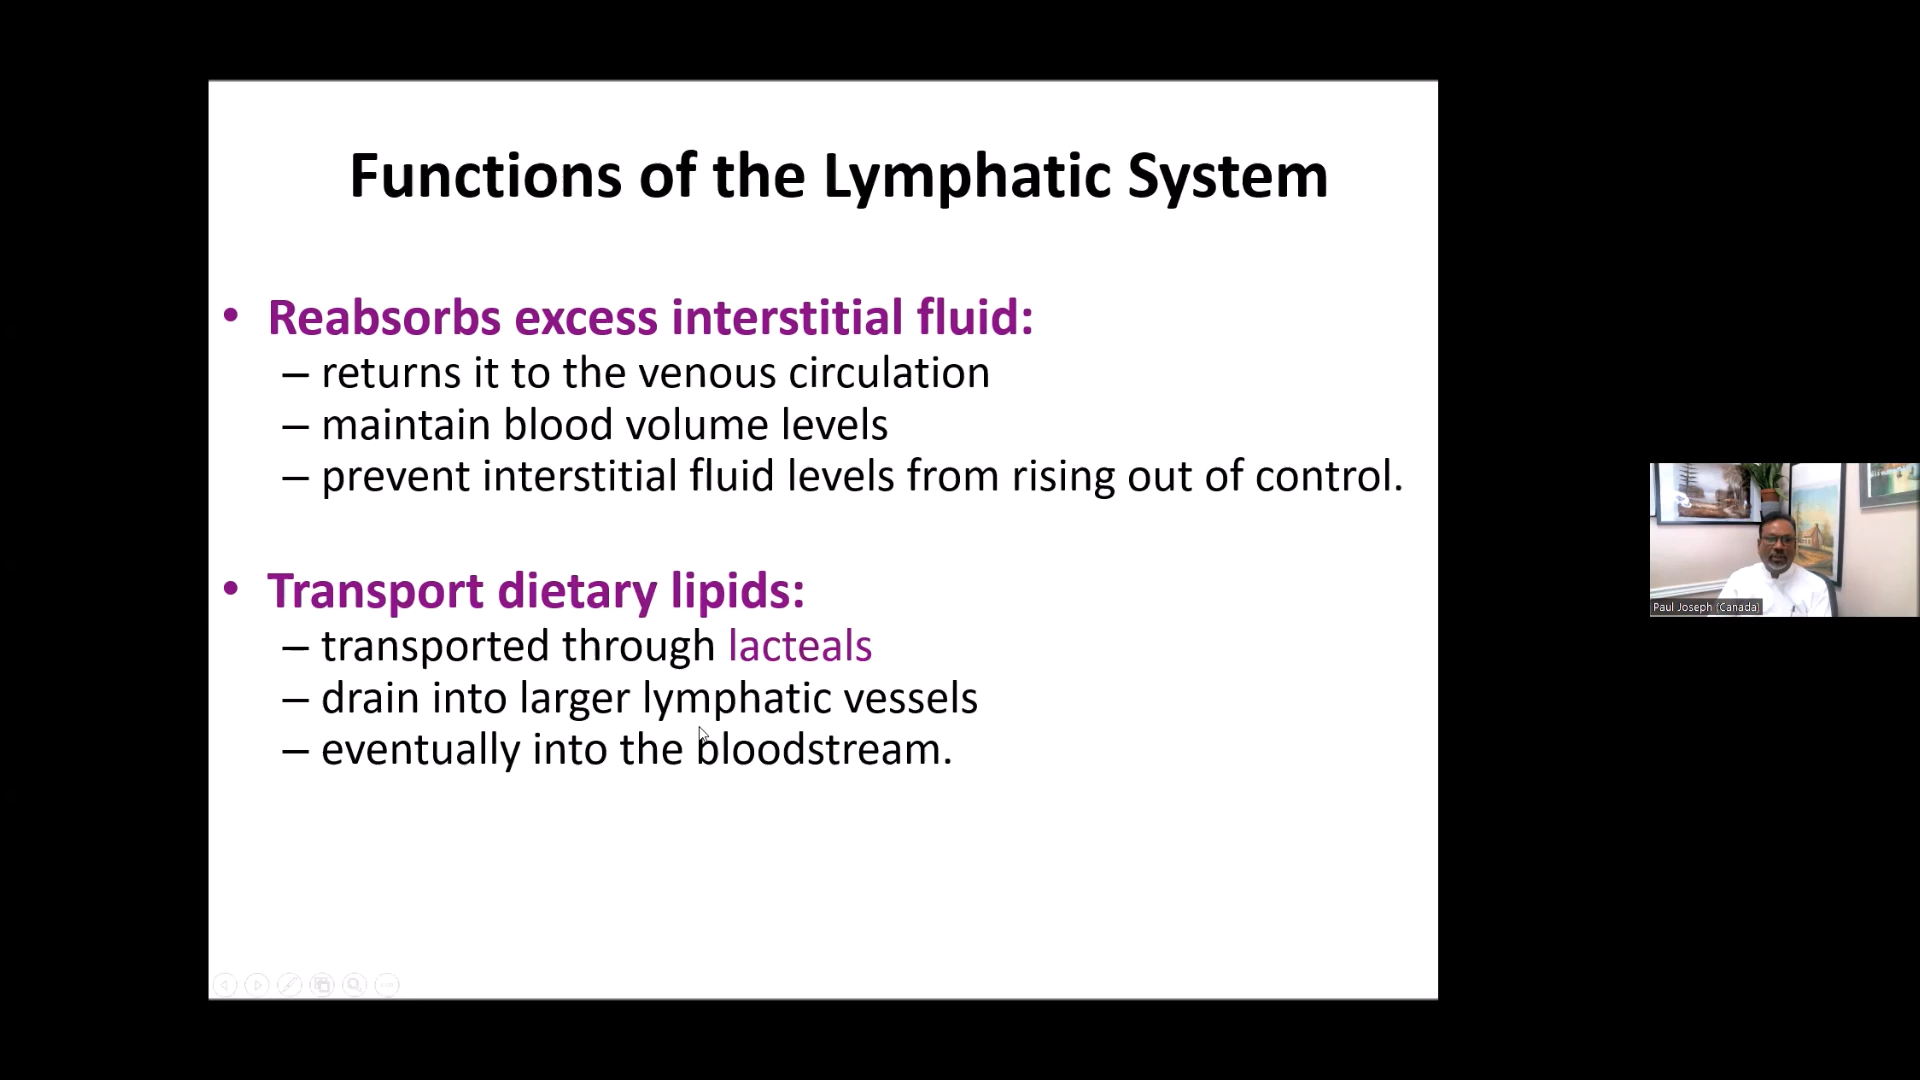 Functions of the Lymphatic System
• Reabsorbs excess interstitial fluid:
– returns it to the venous circulation
– maintain blood volume levels
– prevent interstitial fluid levels from rising out of control.
• Transport dietary lipids:
– transported through lacteals
– drain into larger lymphatic vessels
– eventually into the bloodstream.
Paul Joseph (Canada)